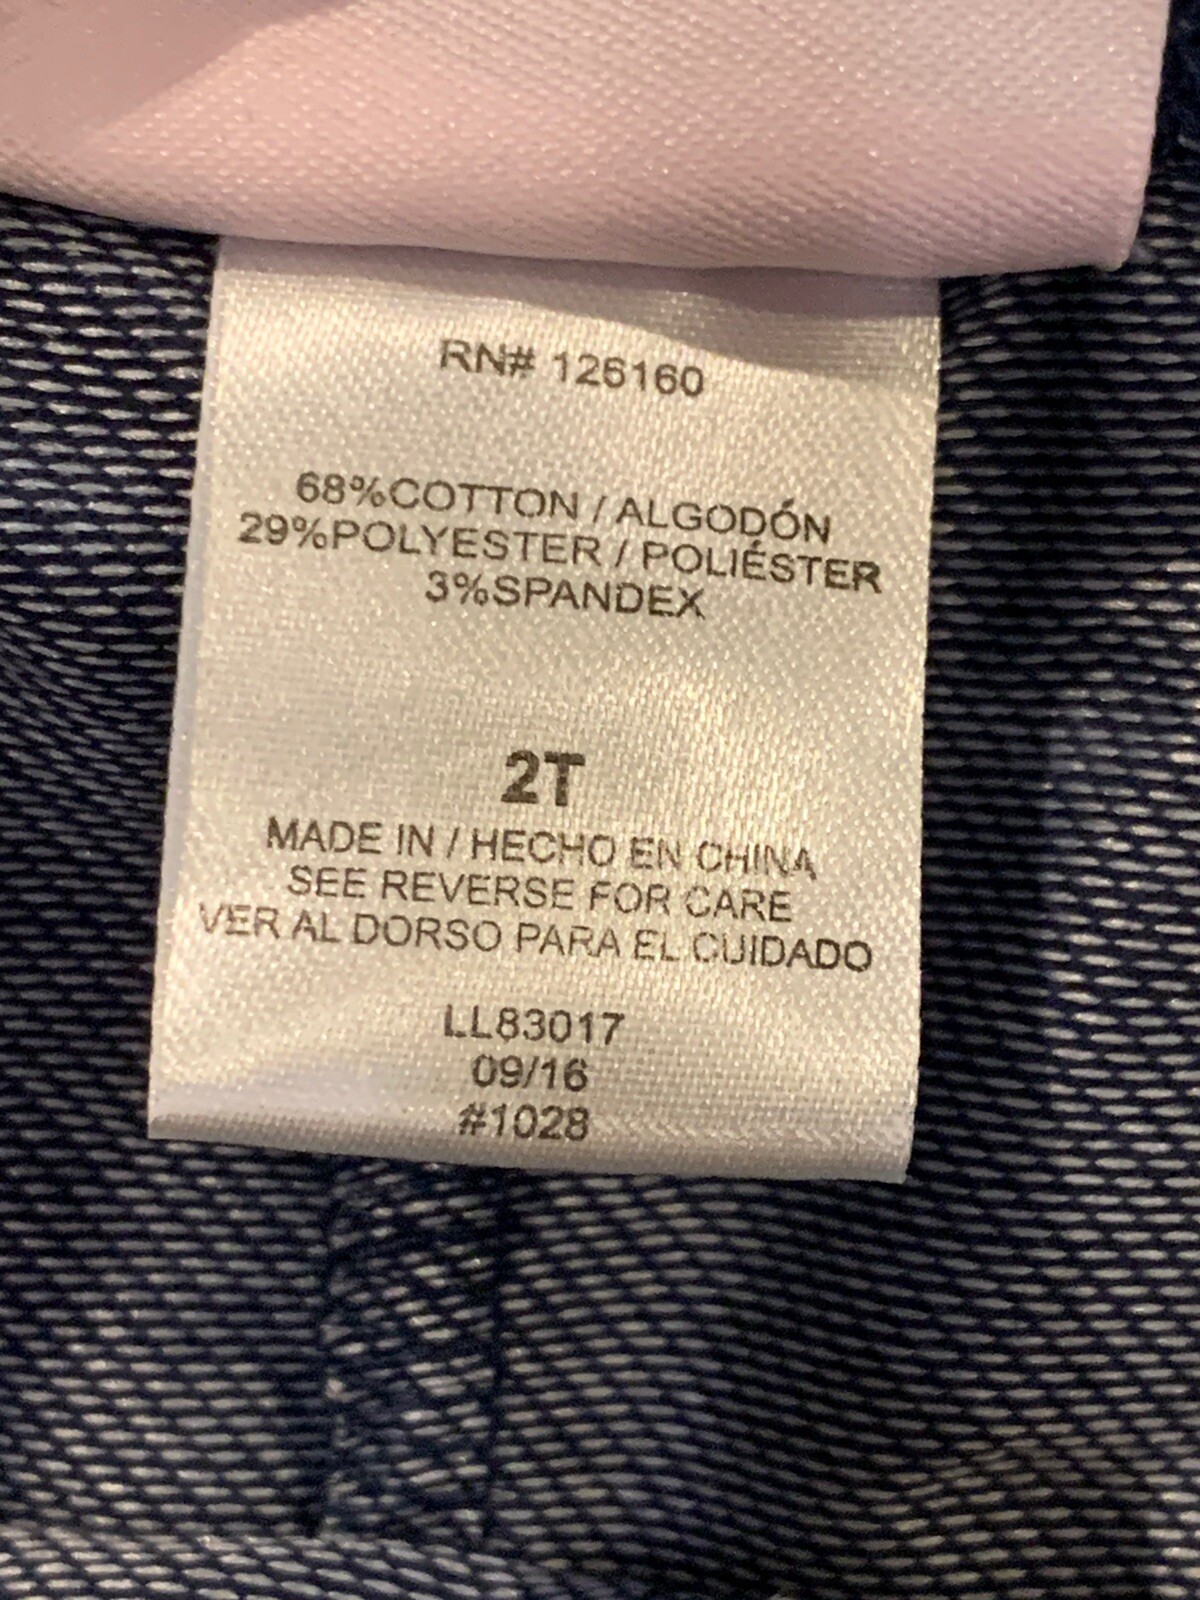 RN# 126160
68%COTTON / ALGODÓN
29%POLYESTER / POLIÉSTER
3%SPANDEX
2T
MADE IN / HECHO EN CHINA
SEE REVERSE FOR CARE
VER AL DORSO PARA EL CUIDADO
LL83017
09/16
#1028